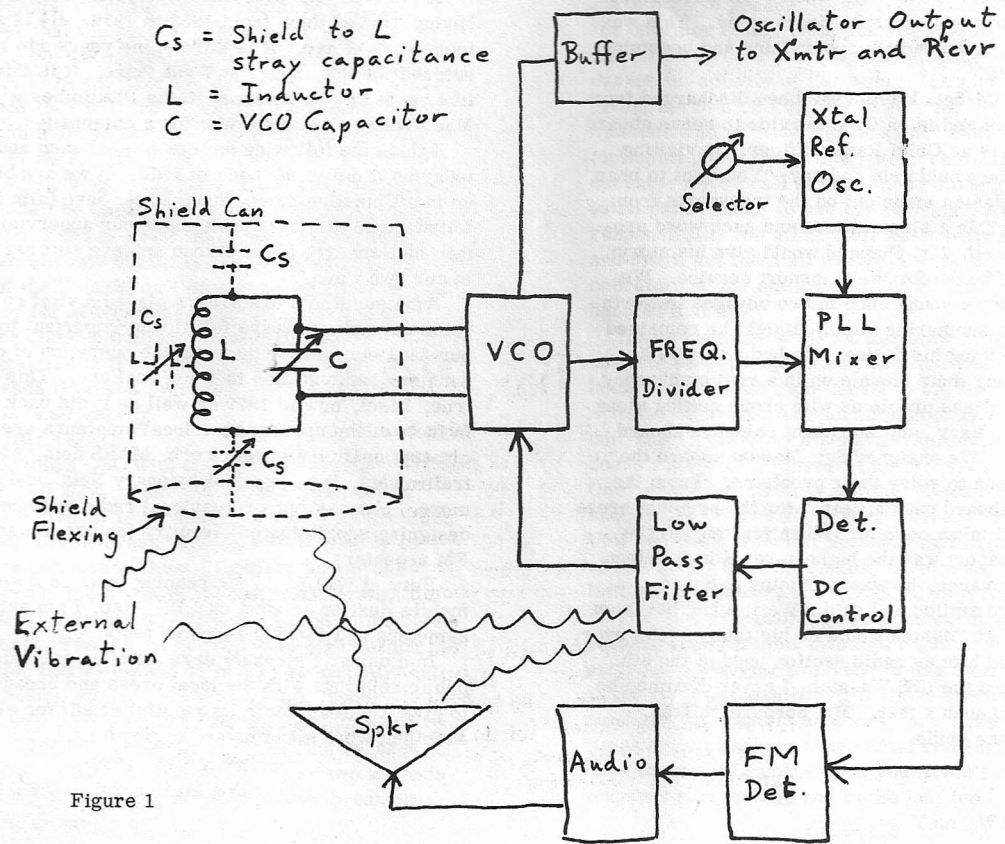 Cs = Shield to L
stray capacitance
L = Inductor
C = VCO Capacitor
Buffer
Oscillator Output
to Xmtr and Rcvr
Xtal
Ref.
Osc.
Selector
Shield Can
Cs
Cs
L
C
Cs
VCO
FREQ.
Divider
Pll
Mixer
Shield
Flexing
Low
Pass
Filter
Det.
DC
Control
External
Vibration
Spkr
Audio
FM
Det.
Figure 1